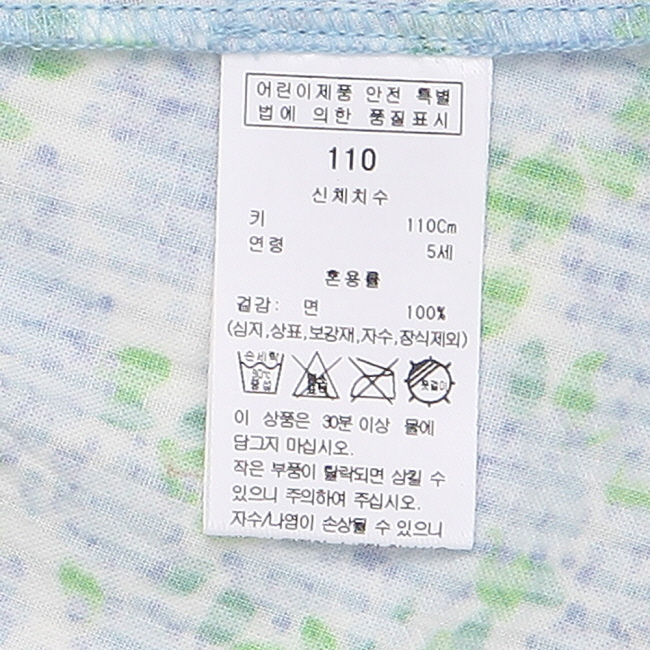 어린이제품 안전 특별
법에 의한 품질표시
110
신체치수
키 110Cm
연령 5세
혼용률
겉감: 면 100%
(심지,상표,보강재,자수,장식제외)
손세탁
중성
옷걸이
이 상품은 30분 이상 물에
담그지 마십시오.
작은 부품이 탈락되면 삼킬 수
있으니 주의하여 주십시오.
자수/나염이 손상될 수 있으니